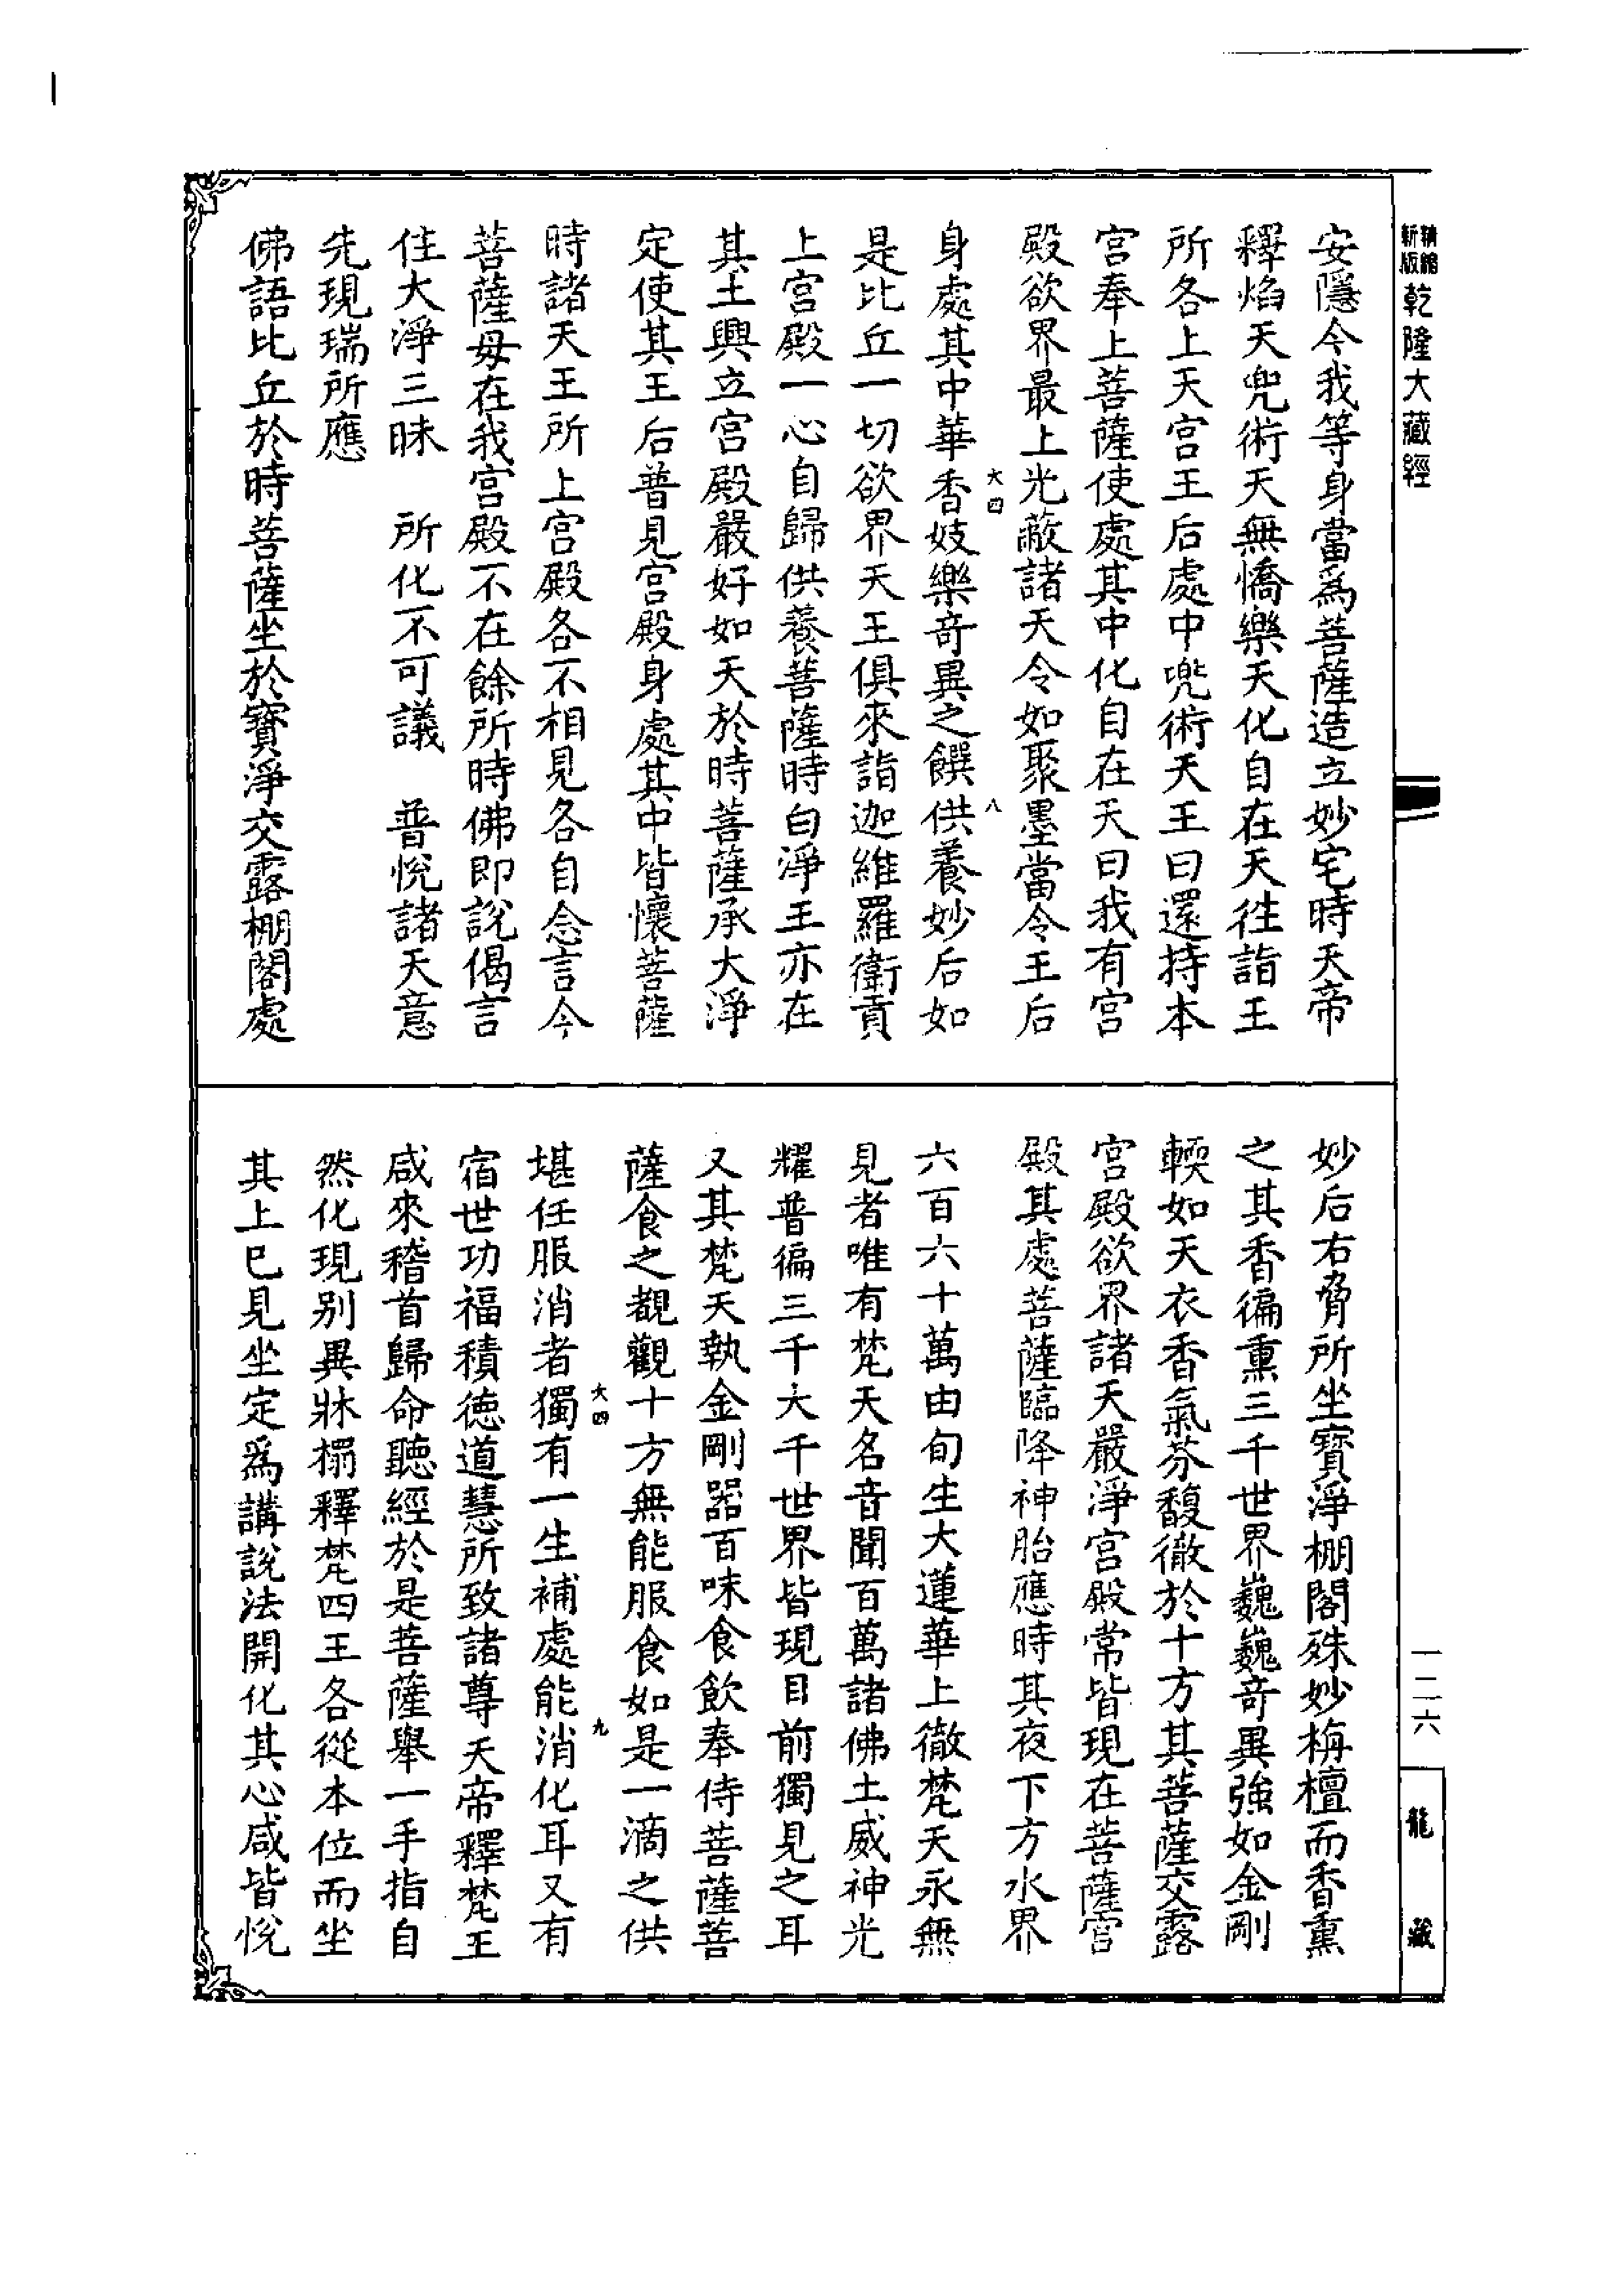 精縮
新版
乾隆大藏經
安隱今我等身當爲菩薩造立妙宅時天帝
釋焰天兜術天無憍樂天化自在天往詣王
所各上天宮王后處中兜術天王曰還持本
宮奉上菩薩使處其中化自在天曰我有宮
殿欲界最上光蔽諸天令如聚墨當令王后
大四
八
身處其中華香妓樂奇異之饌供養妙后如
是比丘一切欲界天王俱來詣迦維羅衛貢
上宮殿一心自歸供養菩薩時白淨王亦在
其土興立宮殿嚴好如天於時菩薩承大淨
定使其王后普見宮殿身處其中皆懷菩薩
時諸天王所上宮殿各不相見各自念言今
菩薩母在我宮殿不在餘所時佛即說偈言
住大淨三昧　所化不可議　普悅諸天意
先現瑞所應
佛語比丘於時菩薩坐於寶淨交露棚閣處
妙后右脅所坐寶淨棚閣殊妙栴檀而香熏
之其香徧熏三千世界巍巍奇異強如金剛
輭如天衣香氣芬馥徹於十方其菩薩交露
宮殿欲界諸天嚴淨宮殿常皆現在菩薩宮
殿其處菩薩臨降神胎應時其夜下方水界
六百六十萬由旬生大蓮華上徹梵天永無
見者唯有梵天名音聞百萬諸佛土威神光
耀普徧三千大千世界皆現目前獨見之耳
又其梵天執金剛器百味食飲奉侍菩薩菩
薩食之覩觀十方無能服食如是一滴之供
大四
九
堪任服消者獨有一生補處能消化耳又有
宿世功福積德道慧所致諸尊天帝釋梵王
咸來稽首歸命聽經於是菩薩舉一手指自
然化現別異牀榻釋梵四王各從本位而坐
其上已見坐定爲講說法開化其心咸皆悅
一二六
龍藏